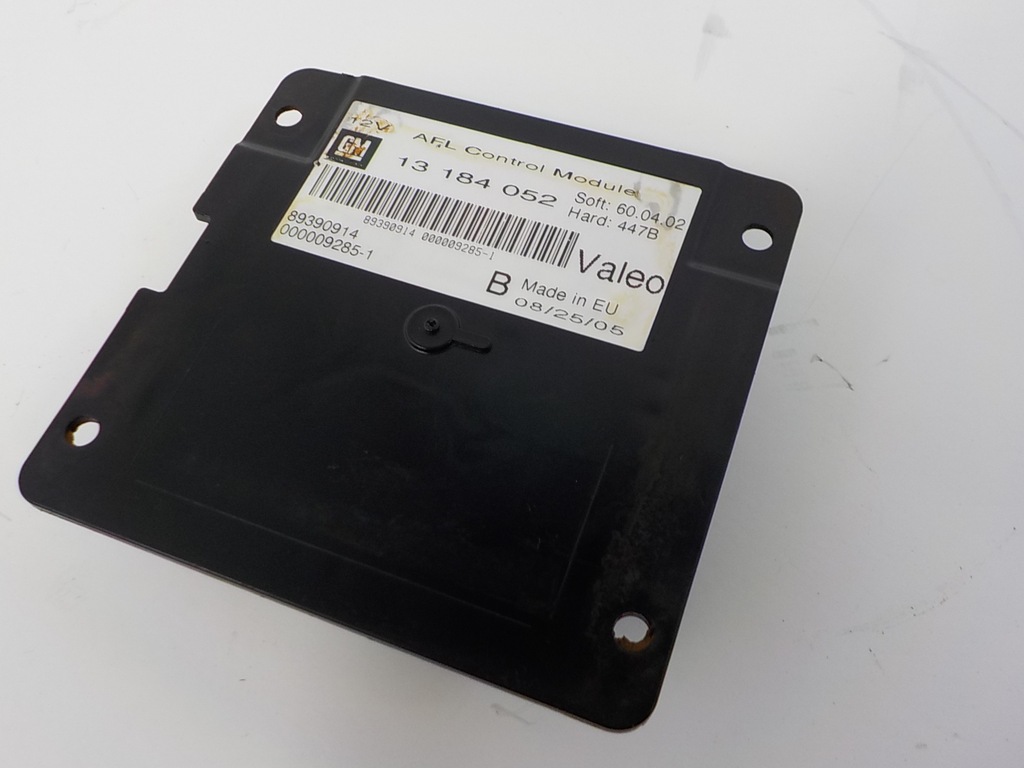 12V
AFL Control Module
GM
13 184 052
Soft: 60.04.02
Hard: 447B
89390914 000009285-1
89390914
000009285-1
Valeo
B
Made in EU
08/25/05